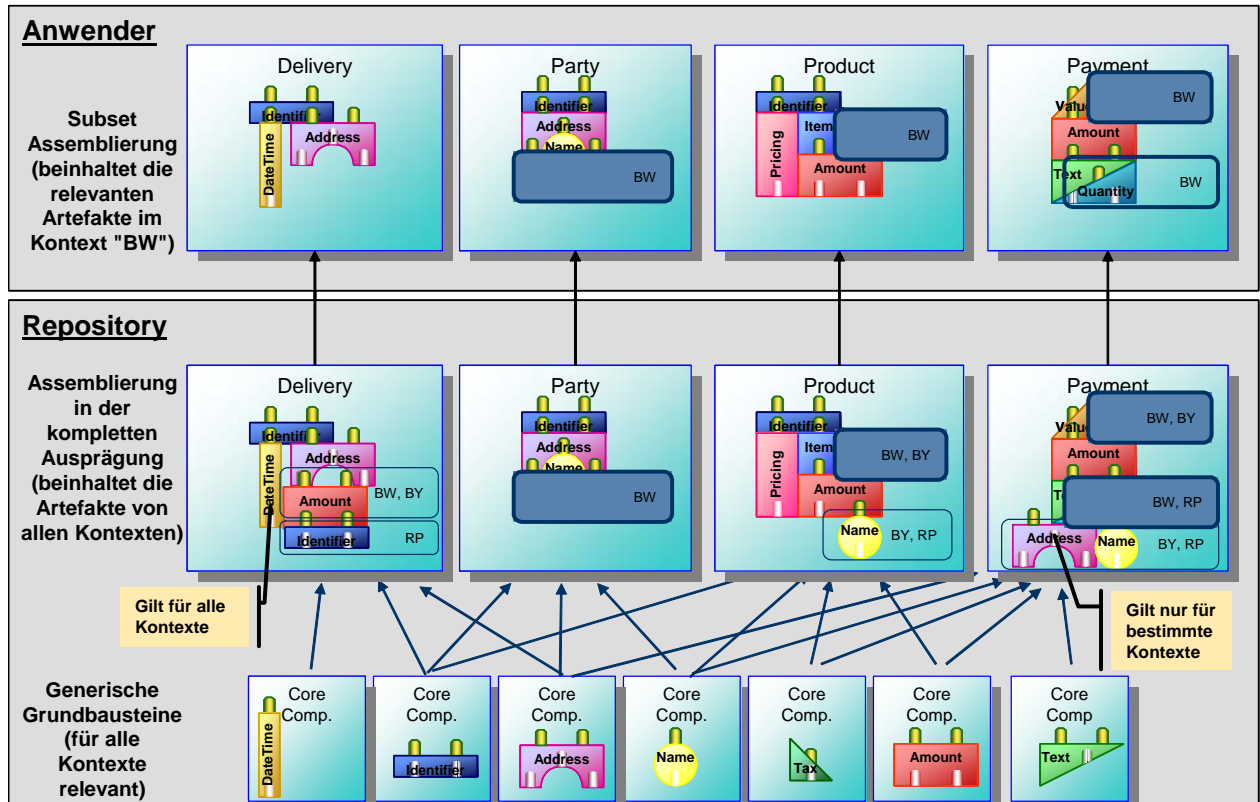 Anwender
Subset
Assemblierung
(beinhaltet die
relevanten
Artefakte im
Kontext "BW")
Delivery
Identifier
Address
DateTime
Party
Identifier
Address
Name
BW
Product
Identifier
Item
BW
Pricing
Amount
Payment
Value
BW
Amount
Text
Quantity
BW
Repository
Assemblierung
in der
kompletten
Ausprägung
(beinhaltet die
Artefakte von
allen Kontexten)
Delivery
Identifier
Address
DateTime
BW, BY
Amount
Identifier
RP
Party
Identifier
Address
Name
BW
Product
Identifier
Item
BW, BY
Pricing
Amount
Name
BY, RP
Payment
Value
BW, BY
Amount
BW, RP
Address
Name
BY, RP
Gilt für alle
Kontexte
Gilt nur für
bestimmte
Kontexte
Generische
Grundbausteine
(für alle
Kontexte
relevant)
Core
Comp.
DateTime
Core
Comp.
Identifier
Core
Comp.
Address
Core
Comp.
Name
Core
Comp.
Tax
Core
Comp.
Amount
Core
Comp
Text